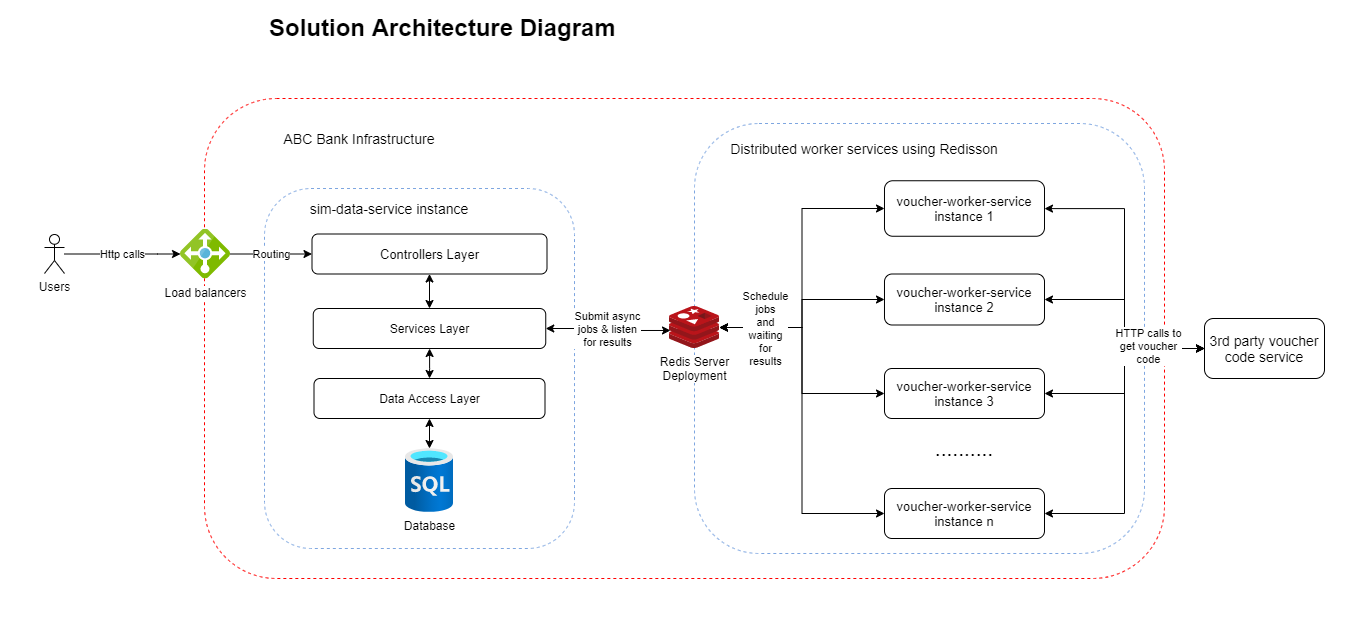 Solution Architecture Diagram
ABC Bank Infrastructure
Distributed worker services using Redisson
sim-data-service instance
Users
Http calls
Load balancers
Routing
Controllers Layer
Services Layer
Data Access Layer
SQL
Database
Submit async
jobs & listen
for results
Redis Server
Deployment
Schedule
jobs
and
waiting
for
results
voucher-worker-service
instance 1
voucher-worker-service
instance 2
voucher-worker-service
instance 3
..........
voucher-worker-service
instance n
HTTP calls to
get voucher
code
3rd party voucher
code service